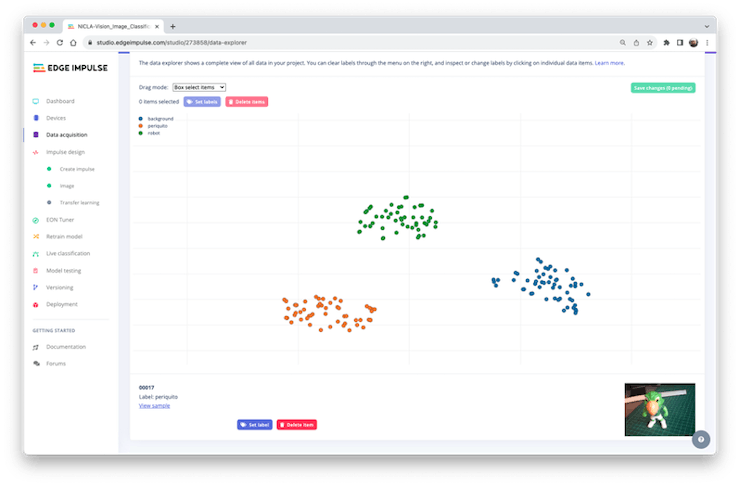 NICLA-Vision_Image_Classific
studio.edgeimpulse.com/studio/273858/data-explorer
EDGE IMPULSE
Dashboard
Devices
Data acquisition
Impulse design
Create impulse
Image
Transfer learning
EON Tuner
Retrain model
Live classification
Model testing
Versioning
Deployment
GETTING STARTED
Documentation
Forums
The data explorer shows a complete view of all data in your project. You can clear labels through the menu on the right, and inspect or change labels by clicking on individual data items. Learn more.
Drag mode: Box select items
Save changes (0 pending)
0 items selected Set labels Delete items
background
periquito
robot
00017
Label: periquito
View sample
Set label Delete item